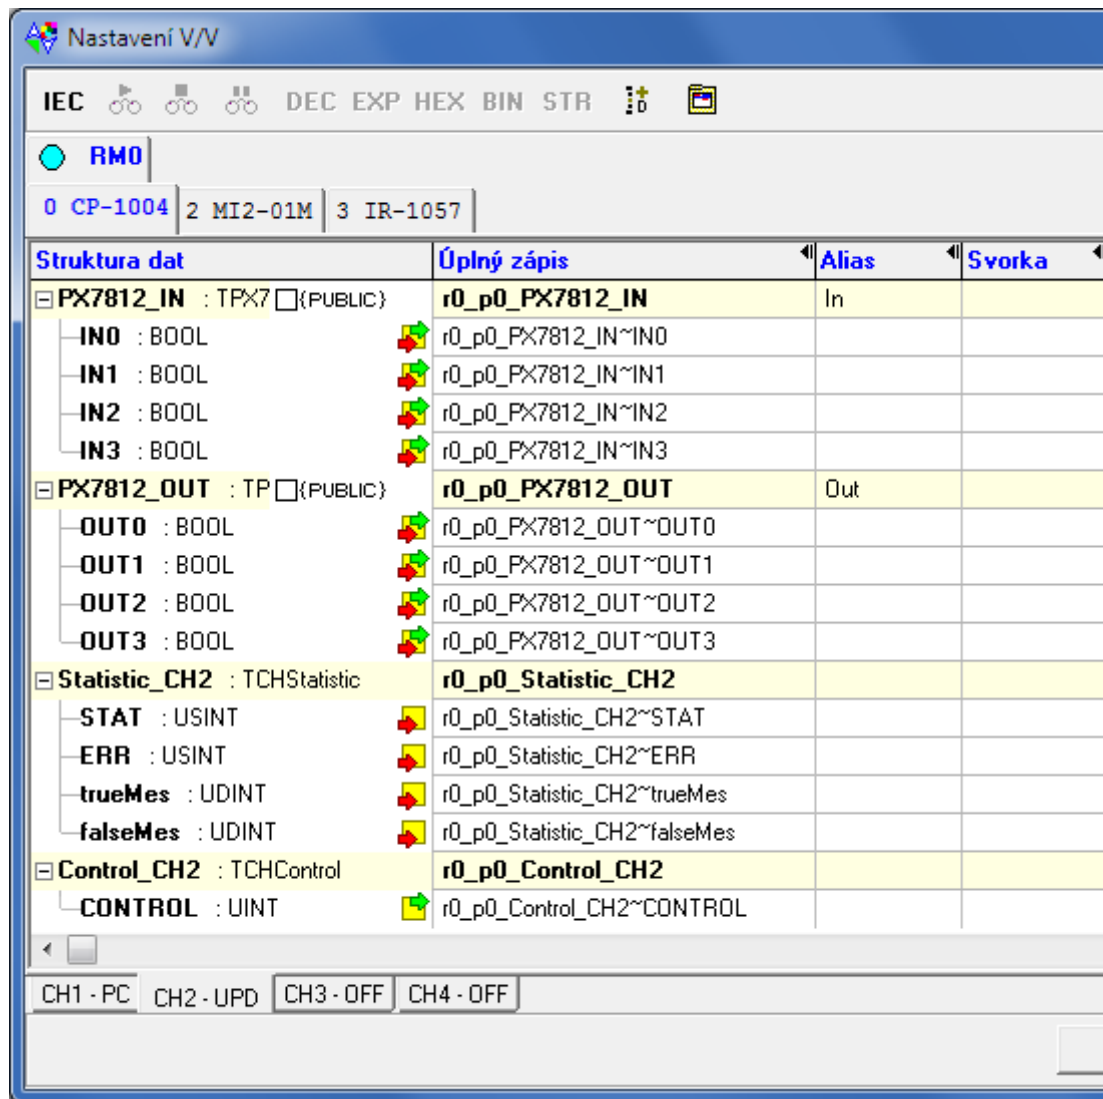 Nastavení V/V
IEC DEC EXP HEX BIN STR
RM0
0 CP-1004 2 MI2-01M 3 IR-1057
Struktura dat Úplný zápis Alias Svorka
PX7812_IN : TPX7 {PUBLIC} r0_p0_PX7812_IN In
IN0 : BOOL r0_p0_PX7812_IN~IN0
IN1 : BOOL r0_p0_PX7812_IN~IN1
IN2 : BOOL r0_p0_PX7812_IN~IN2
IN3 : BOOL r0_p0_PX7812_IN~IN3
PX7812_OUT : TP {PUBLIC} r0_p0_PX7812_OUT Out
OUT0 : BOOL r0_p0_PX7812_OUT~OUT0
OUT1 : BOOL r0_p0_PX7812_OUT~OUT1
OUT2 : BOOL r0_p0_PX7812_OUT~OUT2
OUT3 : BOOL r0_p0_PX7812_OUT~OUT3
Statistic_CH2 : TCHStatistic r0_p0_Statistic_CH2
STAT : USINT r0_p0_Statistic_CH2~STAT
ERR : USINT r0_p0_Statistic_CH2~ERR
trueMes : UDINT r0_p0_Statistic_CH2~trueMes
falseMes : UDINT r0_p0_Statistic_CH2~falseMes
Control_CH2 : TCHControl r0_p0_Control_CH2
CONTROL : UINT r0_p0_Control_CH2~CONTROL
CH1 - PC CH2 - UPD CH3 - OFF CH4 - OFF